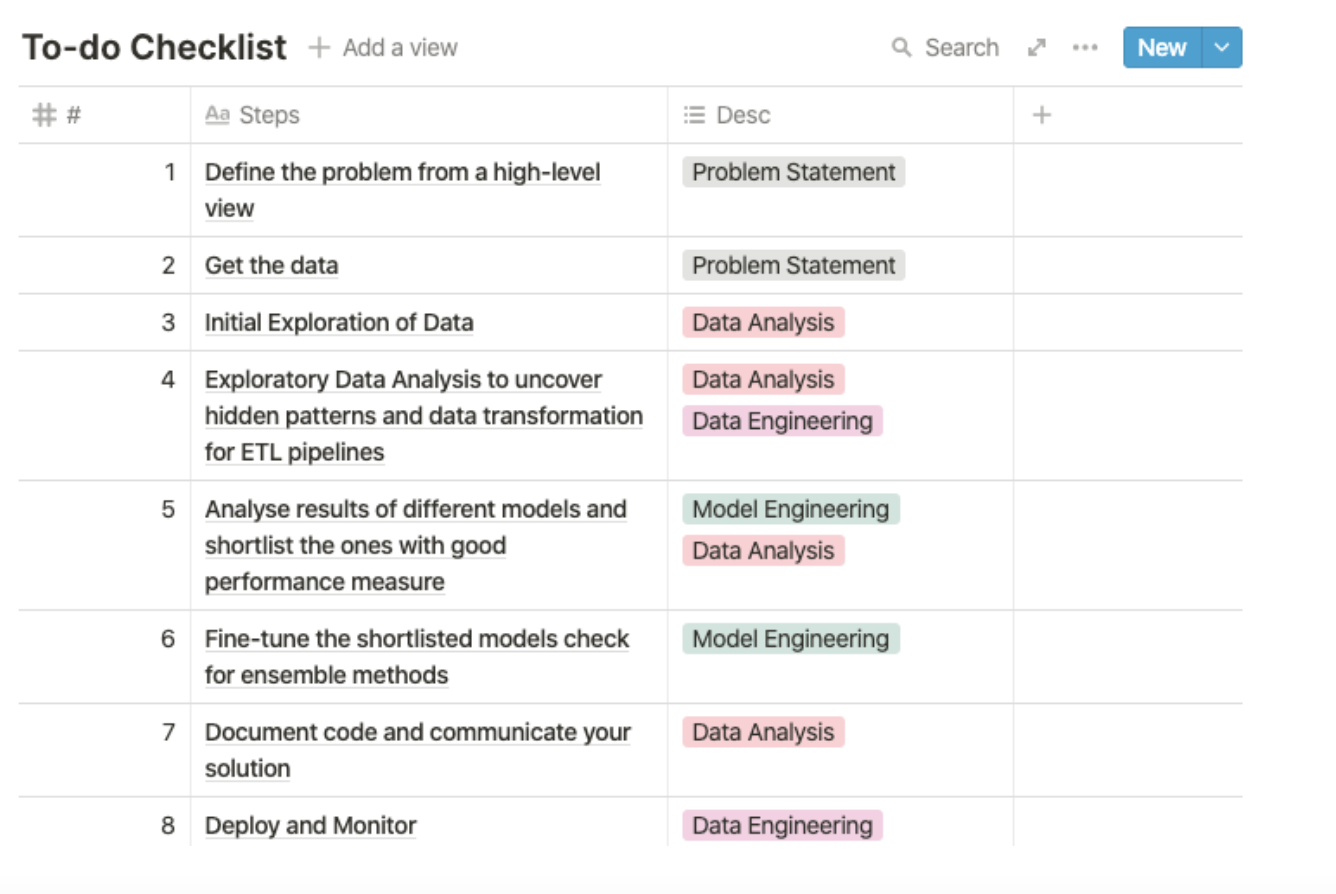 To-do Checklist + Add a view Search New
# Aa Steps Desc +
1 Define the problem from a high-level Problem Statement
view
2 Get the data Problem Statement
3 Initial Exploration of Data Data Analysis
4 Exploratory Data Analysis to uncover Data Analysis
hidden patterns and data transformation Data Engineering
for ETL pipelines
5 Analyse results of different models and Model Engineering
shortlist the ones with good Data Analysis
performance measure
6 Fine-tune the shortlisted models check Model Engineering
for ensemble methods
7 Document code and communicate your Data Analysis
solution
8 Deploy and Monitor Data Engineering